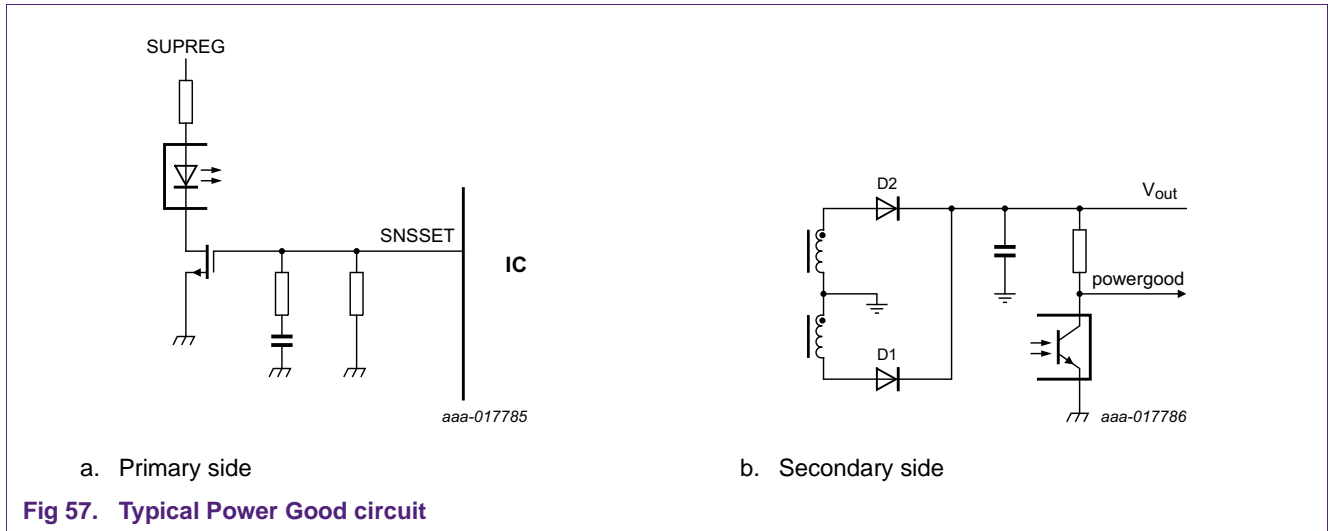 SUPREG
SNSSET
IC
aaa-017785
D2
Vout
powergood
D1
aaa-017786
a. Primary side
b. Secondary side
Fig 57. Typical Power Good circuit